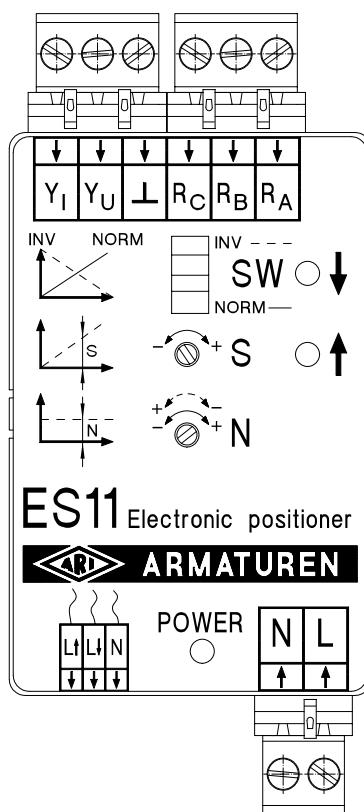 Y_I Y_U ⊥ R_C R_B R_A
INV NORM
INV
SW
NORM
S
- + S
N
+ -
- + N
ES11 Electronic positioner
ARI ARMATUREN
POWER
L↑ L↓ N
N L